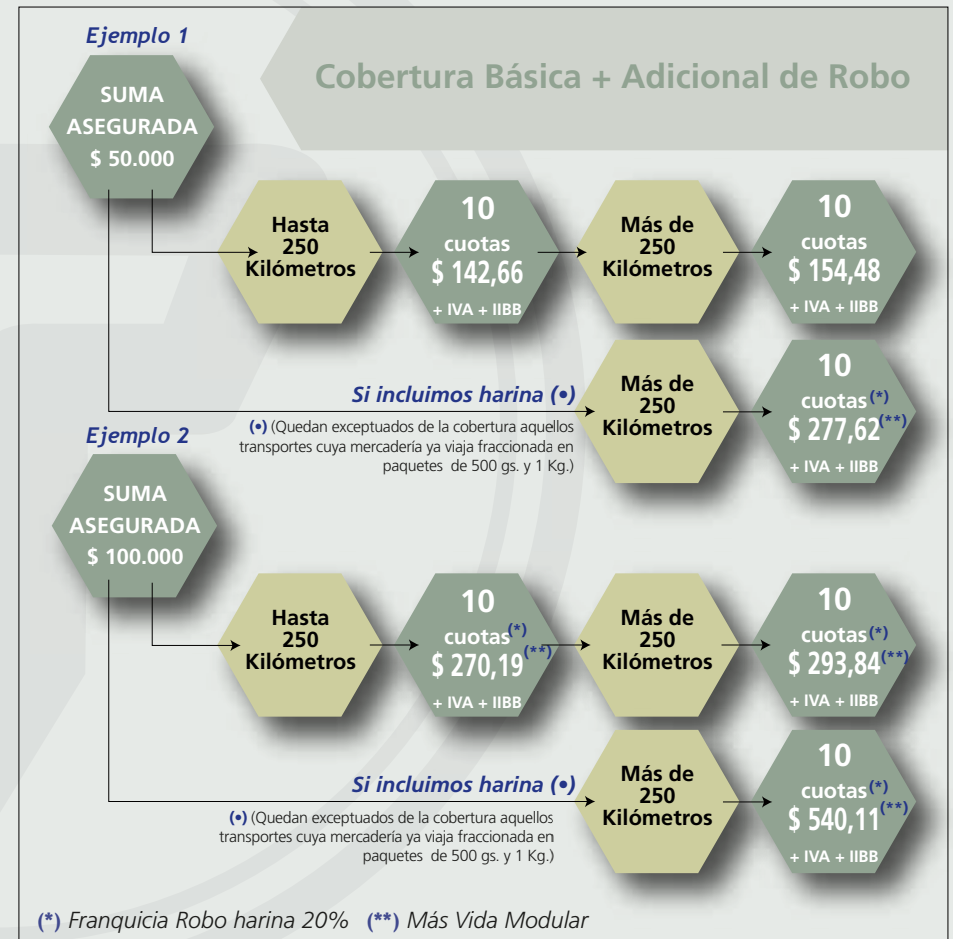 Ejemplo 1
Cobertura Básica + Adicional de Robo
SUMA
ASEGURADA
$ 50.000
Hasta
250
Kilómetros
10
cuotas
$ 142,66
+ IVA + IIBB
Más de
250
Kilómetros
10
cuotas
$ 154,48
+ IVA + IIBB
Si incluimos harina (•)
(•) (Quedan exceptuados de la cobertura aquellos
transportes cuya mercadería ya viaja fraccionada en
paquetes de 500 gs. y 1 Kg.)
Más de
250
Kilómetros
10
cuotas (*)
$ 277,62 (**)
+ IVA + IIBB
Ejemplo 2
SUMA
ASEGURADA
$ 100.000
Hasta
250
Kilómetros
10
cuotas (*)
$ 270,19 (**)
+ IVA + IIBB
Más de
250
Kilómetros
10
cuotas (*)
$ 293,84 (**)
+ IVA + IIBB
Si incluimos harina (•)
(•) (Quedan exceptuados de la cobertura aquellos
transportes cuya mercadería ya viaja fraccionada en
paquetes de 500 gs. y 1 Kg.)
Más de
250
Kilómetros
10
cuotas (*)
$ 540,11 (**)
+ IVA + IIBB
(*) Franquicia Robo harina 20% (**) Más Vida Modular